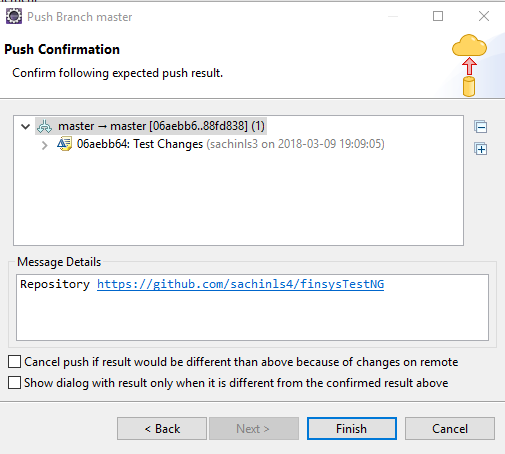 Push Branch master
Push Confirmation
Confirm following expected push result.
master → master [06aebb6..88fd838] (1)
06aebb64: Test Changes (sachinls3 on 2018-03-09 19:09:05)
Message Details
Repository https://github.com/sachinls4/finsysTestNG
Cancel push if result would be different than above because of changes on remote
Show dialog with result only when it is different from the confirmed result above
< Back Next > Finish Cancel